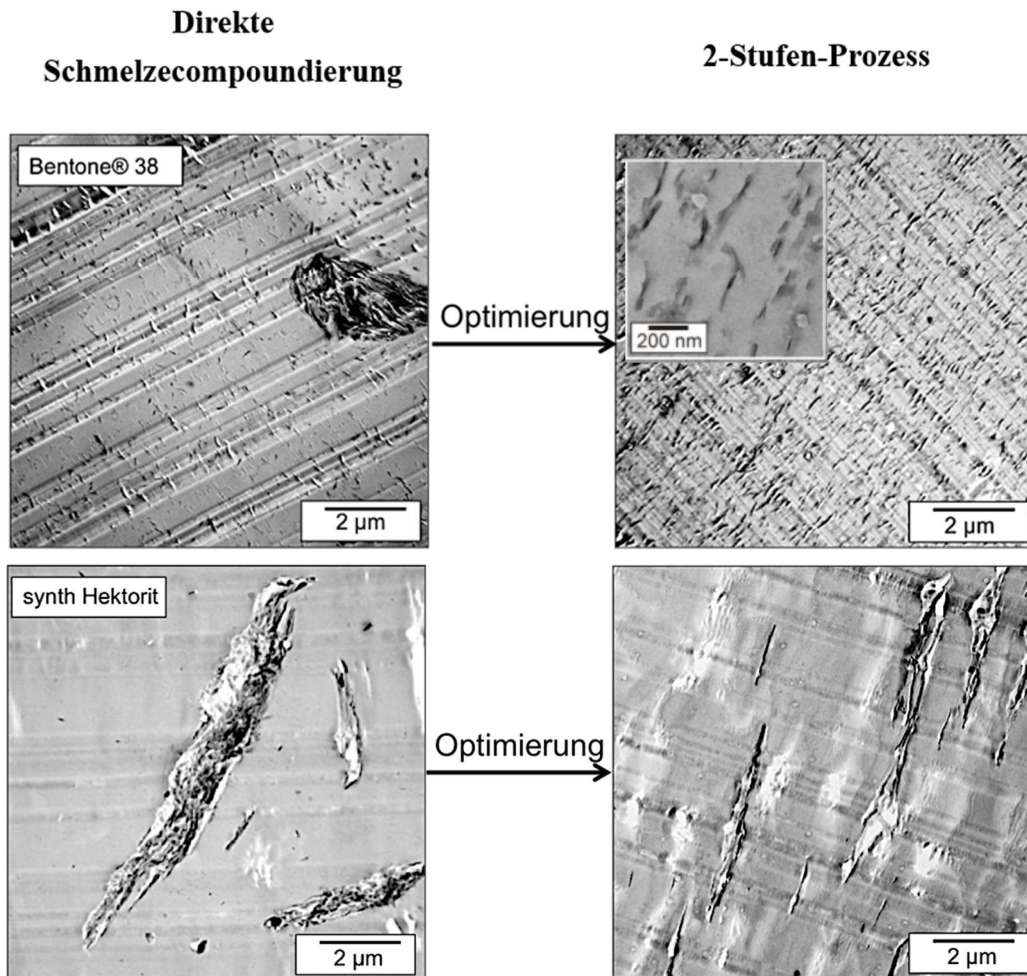 Direkte
Schmelzecompoundierung
2-Stufen-Prozess
Bentone® 38
Optimierung
200 nm
2 µm
2 µm
synth Hektorit
Optimierung
2 µm
2 µm